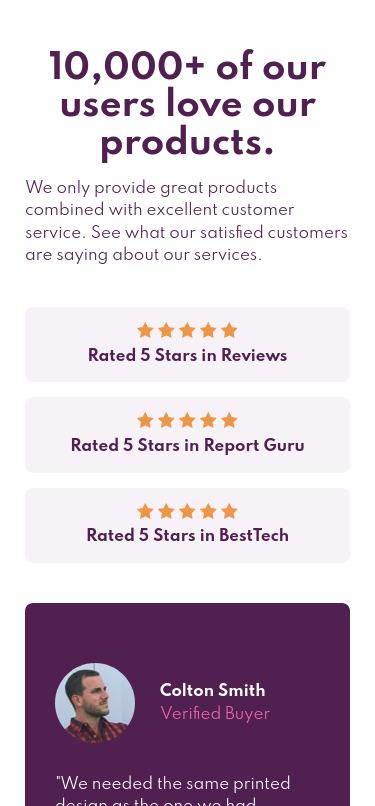 10,000+ of our
users love our
products.
We only provide great products
combined with excellent customer
service. See what our satisfied customers
are saying about our services.
Rated 5 Stars in Reviews
Rated 5 Stars in Report Guru
Rated 5 Stars in BestTech
Colton Smith
Verified Buyer
"We needed the same printed
design as the one we had